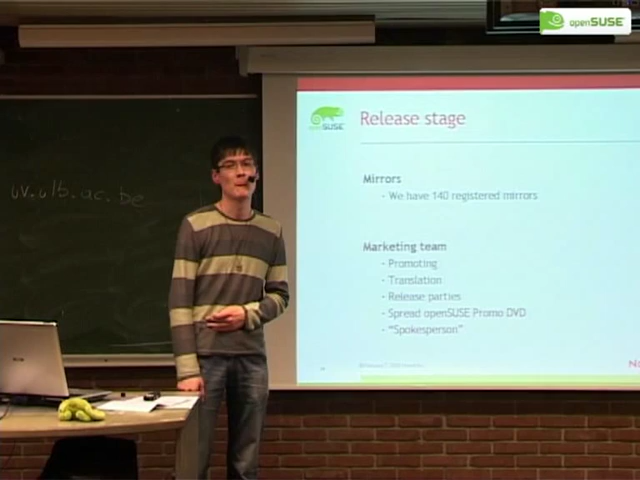 openSUSE
uv.ulb.ac.be
openSUSE
Release stage
Mirrors
- We have 140 registered mirrors
Marketing team
- Promoting
- Translation
- Release parties
- Spread openSUSE Promo DVD
- "Spokesperson"